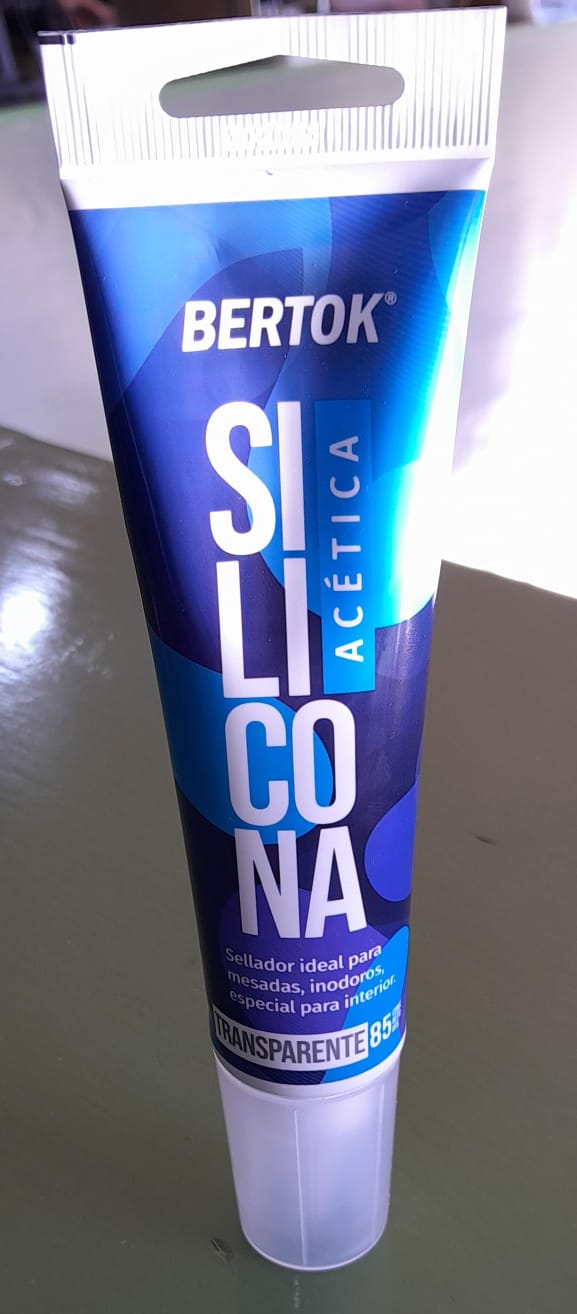 BERTOK®
SI
LI
CO
NA
ACÉTICA
Sellador ideal para
mesadas, inodoros,
especial para interior.
TRANSPARENTE 85